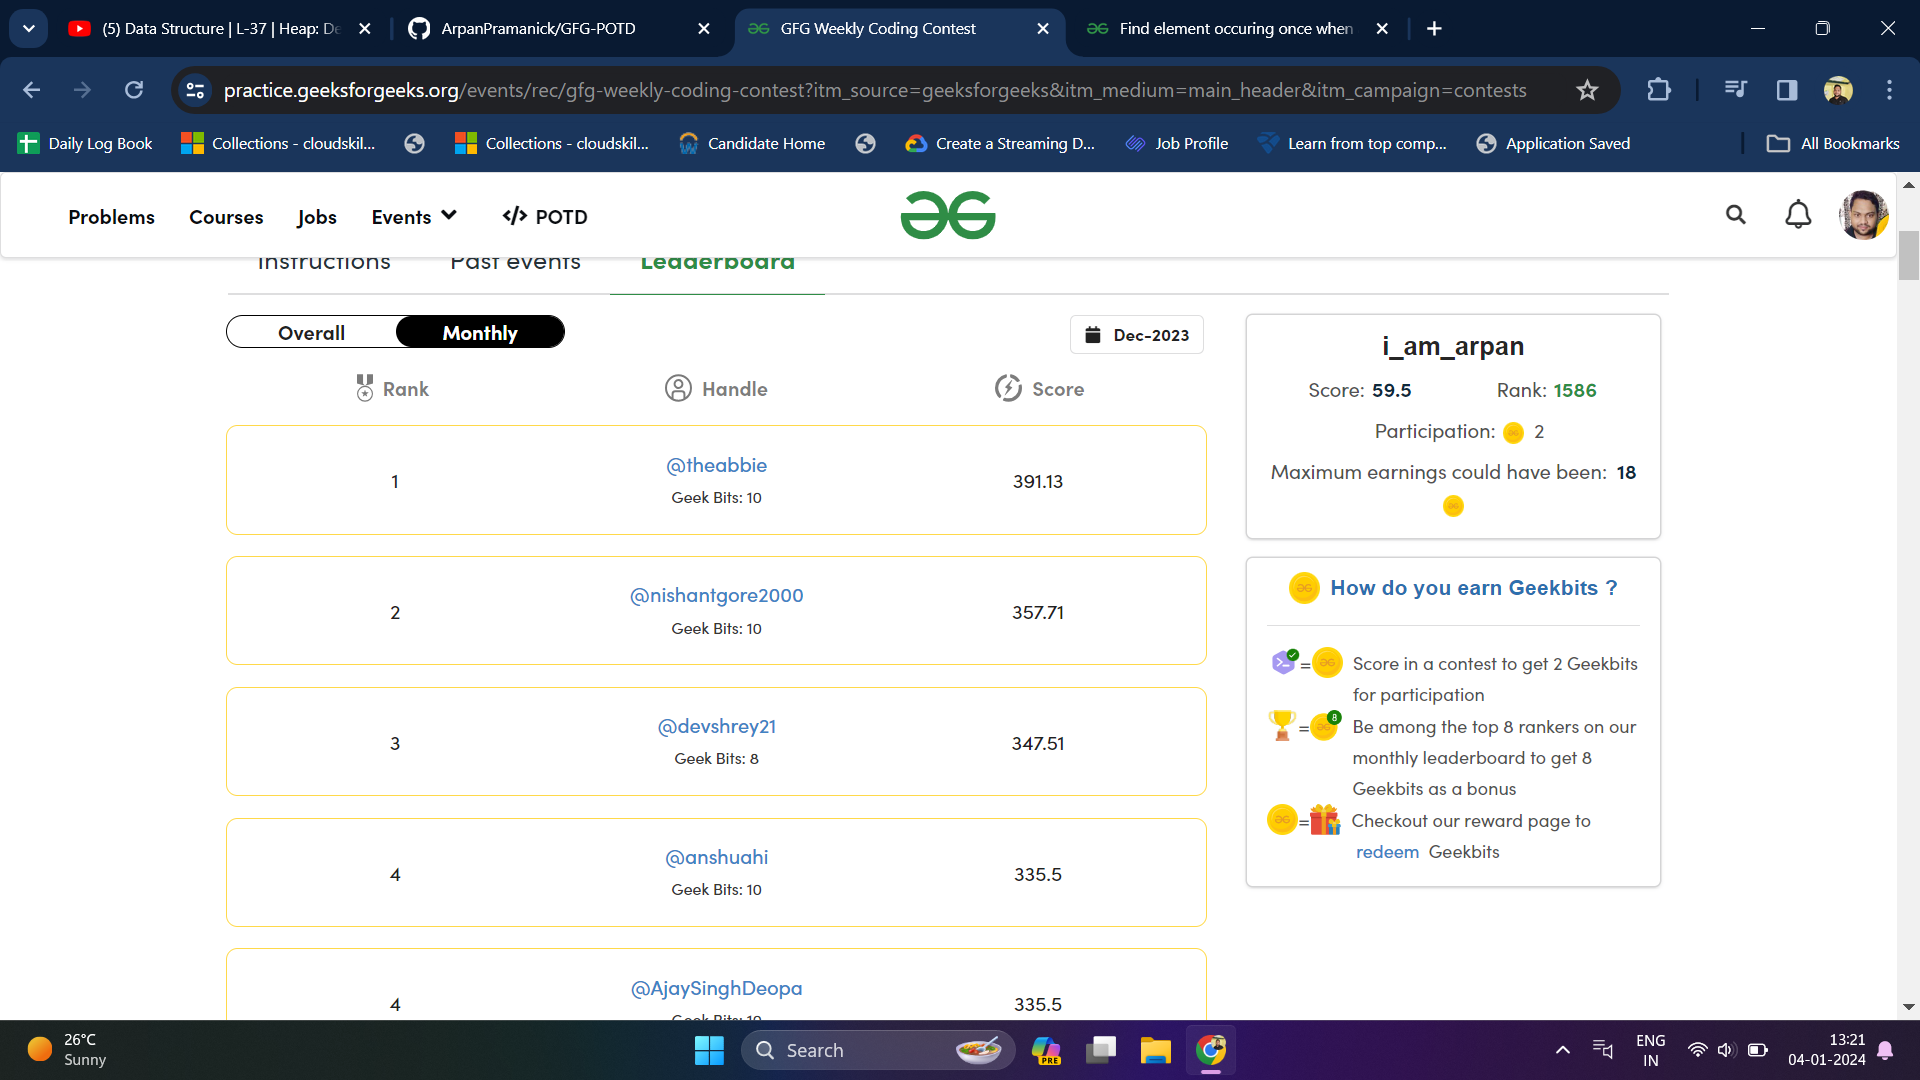 (5) Data Structure | L-37 | Heap: De
ArpanPramanick/GFG-POTD
GFG Weekly Coding Contest
Find element occuring once when
practice.geeksforgeeks.org/events/rec/gfg-weekly-coding-contest?itm_source=geeksforgeeks&itm_medium=main_header&itm_campaign=contests
Daily Log Book
Collections - cloudskil...
Collections - cloudskil...
Candidate Home
Create a Streaming D...
Job Profile
Learn from top comp...
Application Saved
All Bookmarks
Problems
Courses
Jobs
Events
</> POTD
Instructions
Past events
Leaderboard
Overall
Monthly
Dec-2023
Rank
Handle
Score
1
@theabbie
Geek Bits: 10
391.13
2
@nishantgore2000
Geek Bits: 10
357.71
3
@devshrey21
Geek Bits: 8
347.51
4
@anshuahi
Geek Bits: 10
335.5
4
@AjaySinghDeopa
Geek Bits: 10
335.5
i_am_arpan
Score: 59.5
Rank: 1586
Participation: 2
Maximum earnings could have been: 18
How do you earn Geekbits ?
= Score in a contest to get 2 Geekbits
for participation
= 8 Be among the top 8 rankers on our
monthly leaderboard to get 8
Geekbits as a bonus
= Checkout our reward page to
redeem Geekbits
26°C
Sunny
Search
PRE
ENG
IN
13:21
04-01-2024